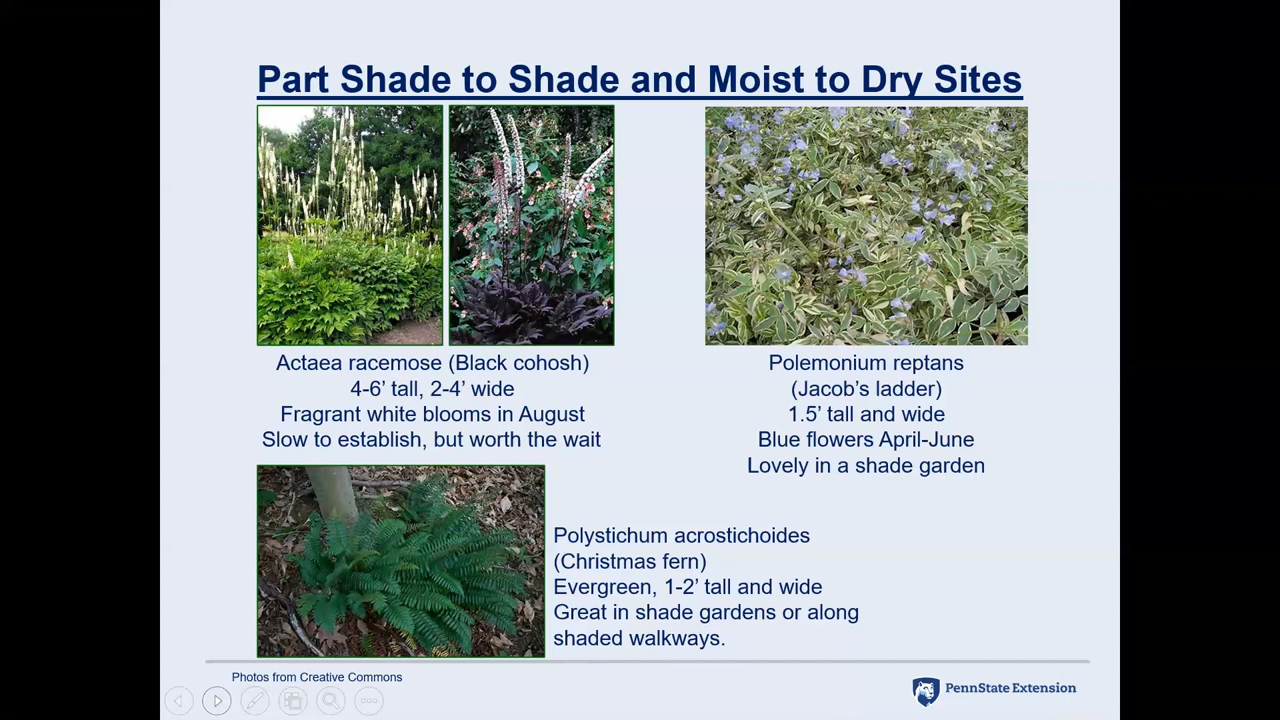 Part Shade to Shade and Moist to Dry Sites
Actaea racemose (Black cohosh)
4-6’ tall, 2-4’ wide
Fragrant white blooms in August
Slow to establish, but worth the wait
Polemonium reptans
(Jacob’s ladder)
1.5’ tall and wide
Blue flowers April-June
Lovely in a shade garden
Polystichum acrostichoides
(Christmas fern)
Evergreen, 1-2’ tall and wide
Great in shade gardens or along
shaded walkways.
Photos from Creative Commons
PennState Extension